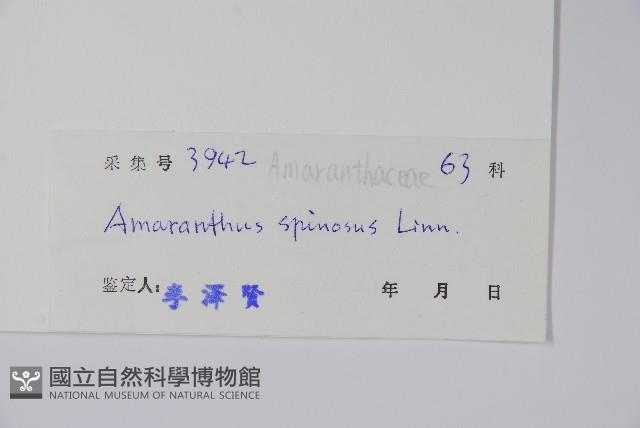 采集号 3942 Amaranthaceae 63 科
Amaranthus spinosus Linn.
鉴定人: 李泽贤 年 月 日
國立自然科學博物館
NATIONAL MUSEUM OF NATURAL SCIENCE